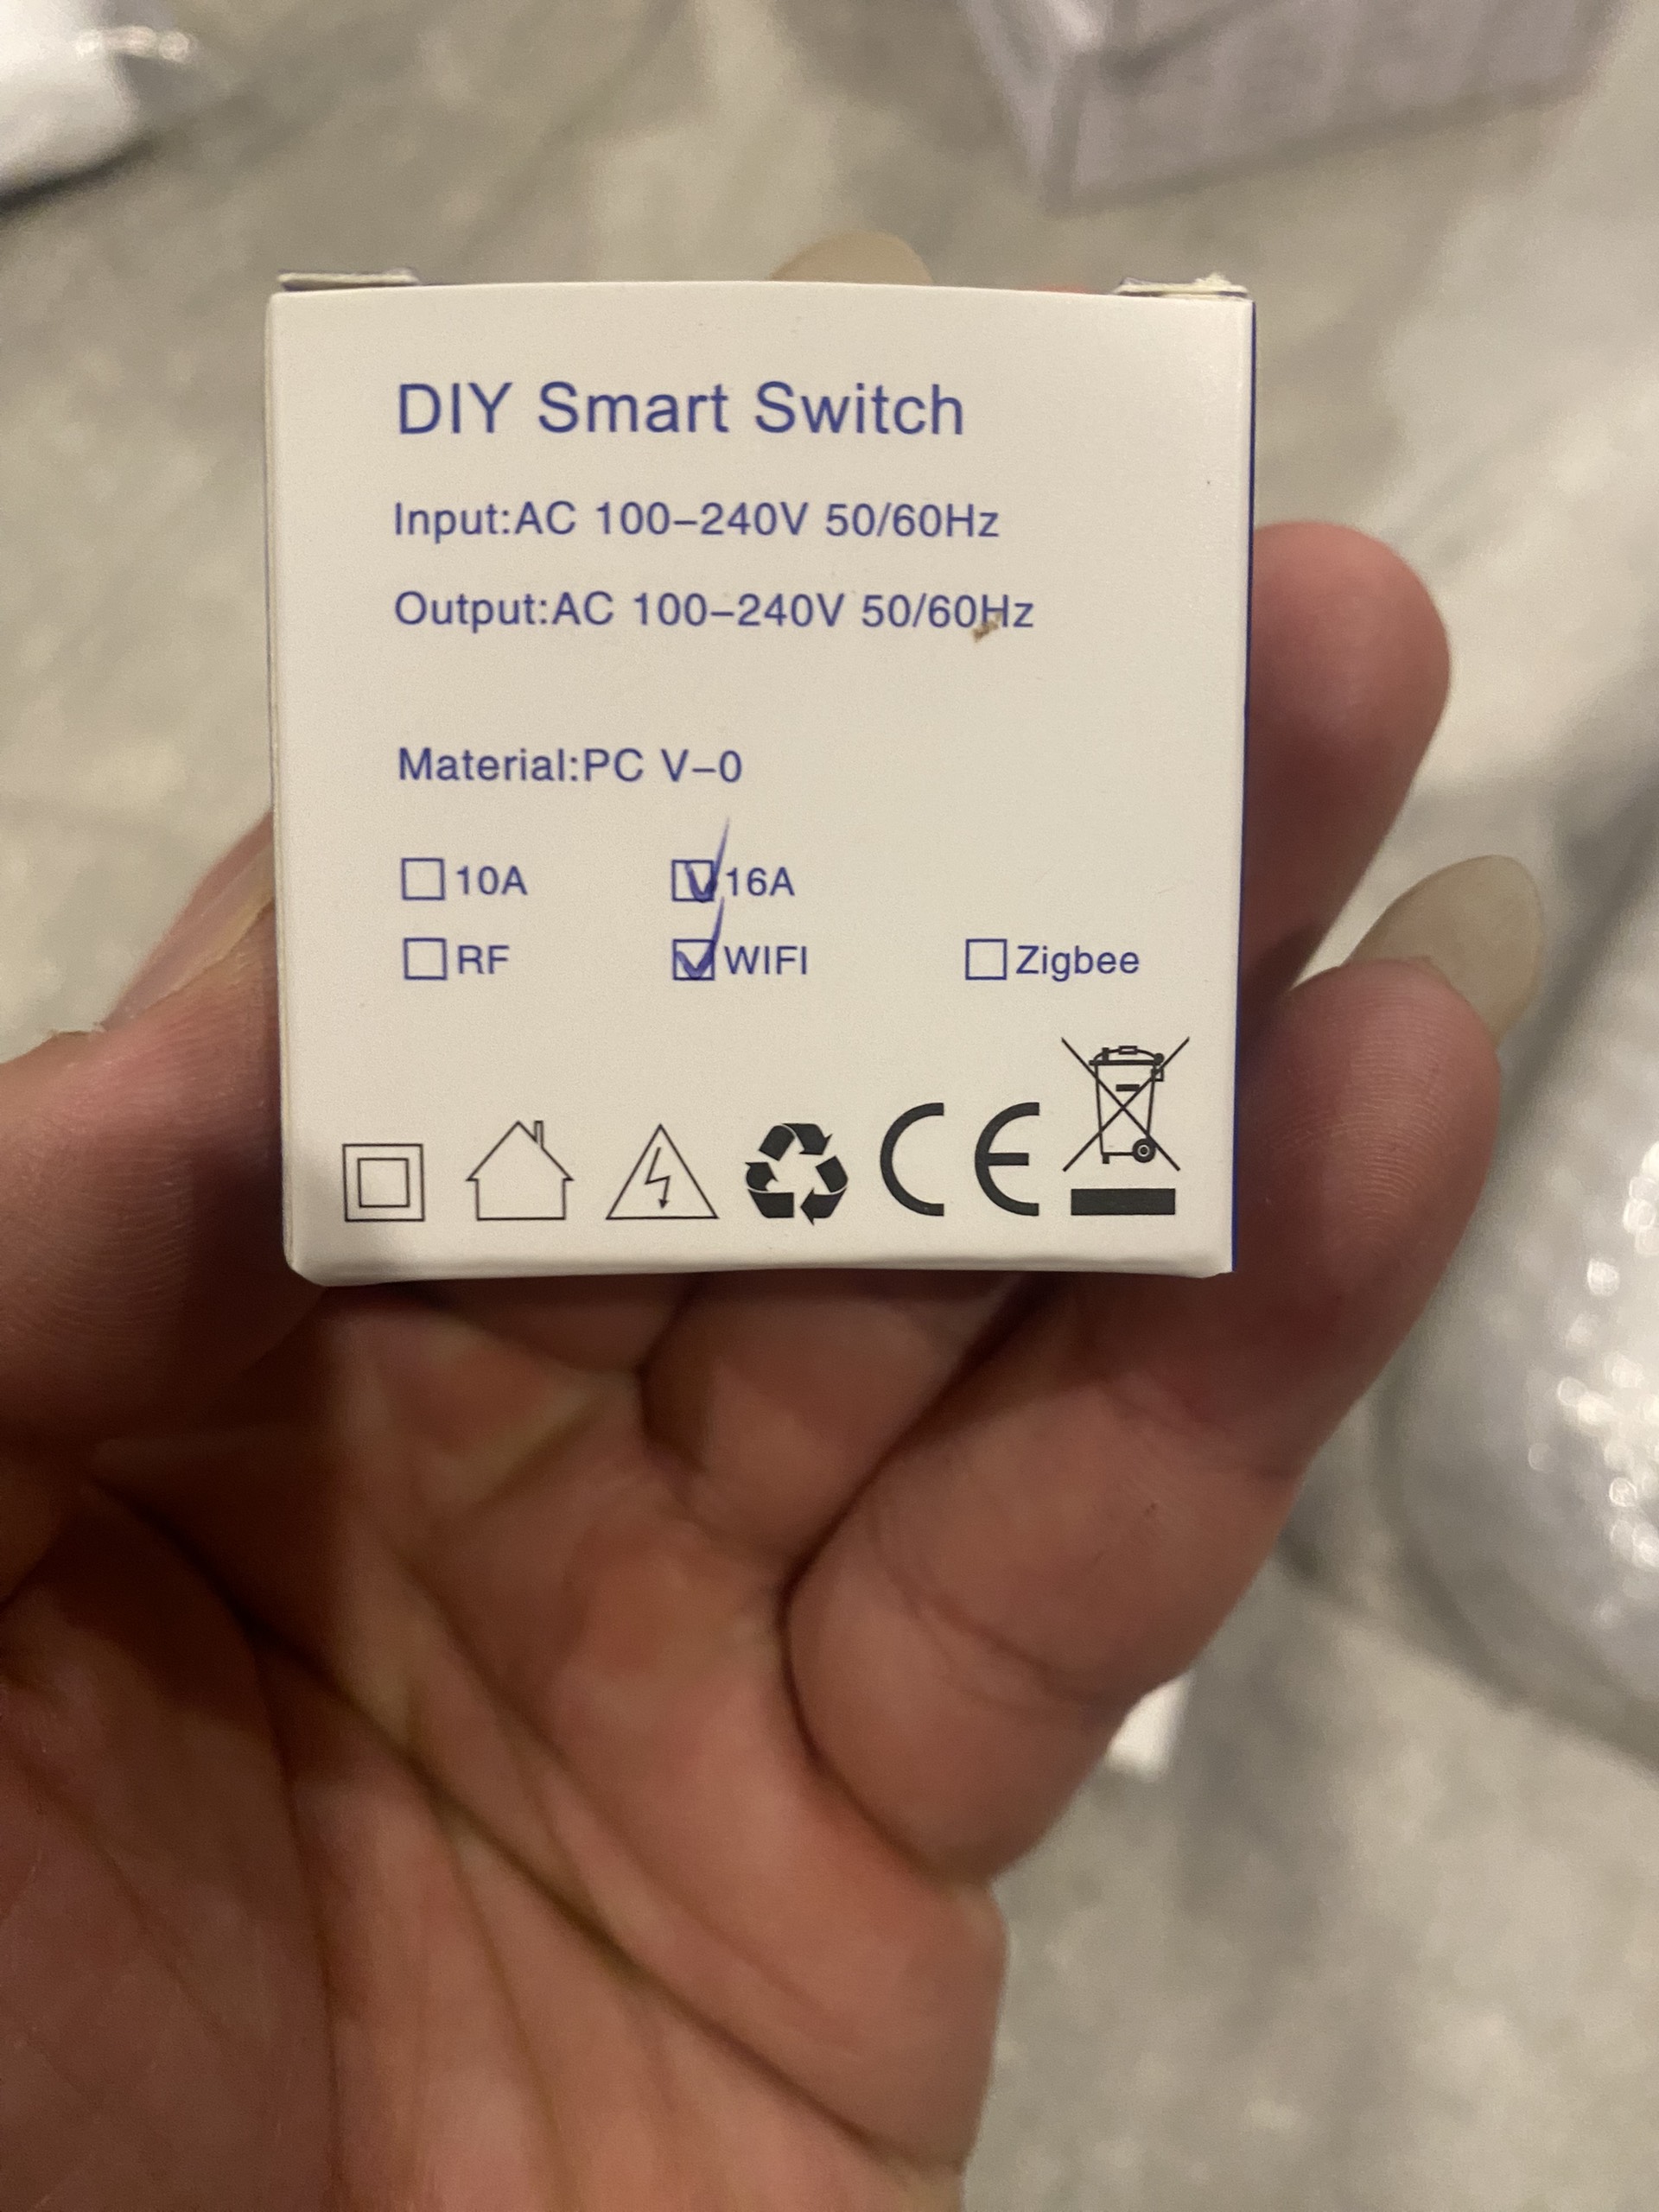 DIY Smart Switch
Input:AC 100–240V 50/60Hz
Output:AC 100–240V 50/60Hz
Material:PC V–0
10A 16A
RF WIFI Zigbee
CE